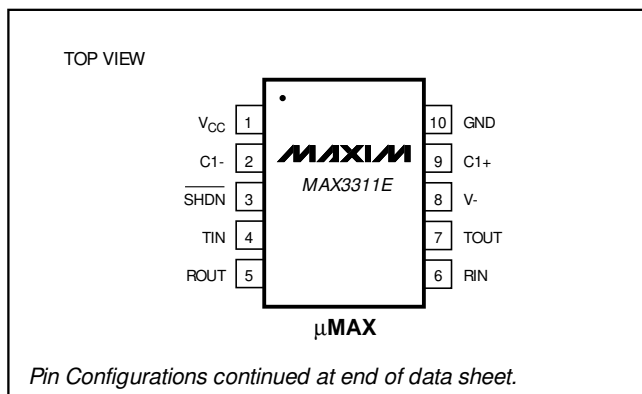 TOP VIEW
VCC 1
C1- 2
SHDN 3
TIN 4
ROUT 5
MAXIM
MAX3311E
10 GND
9 C1+
8 V-
7 TOUT
6 RIN
µMAX
Pin Configurations continued at end of data sheet.